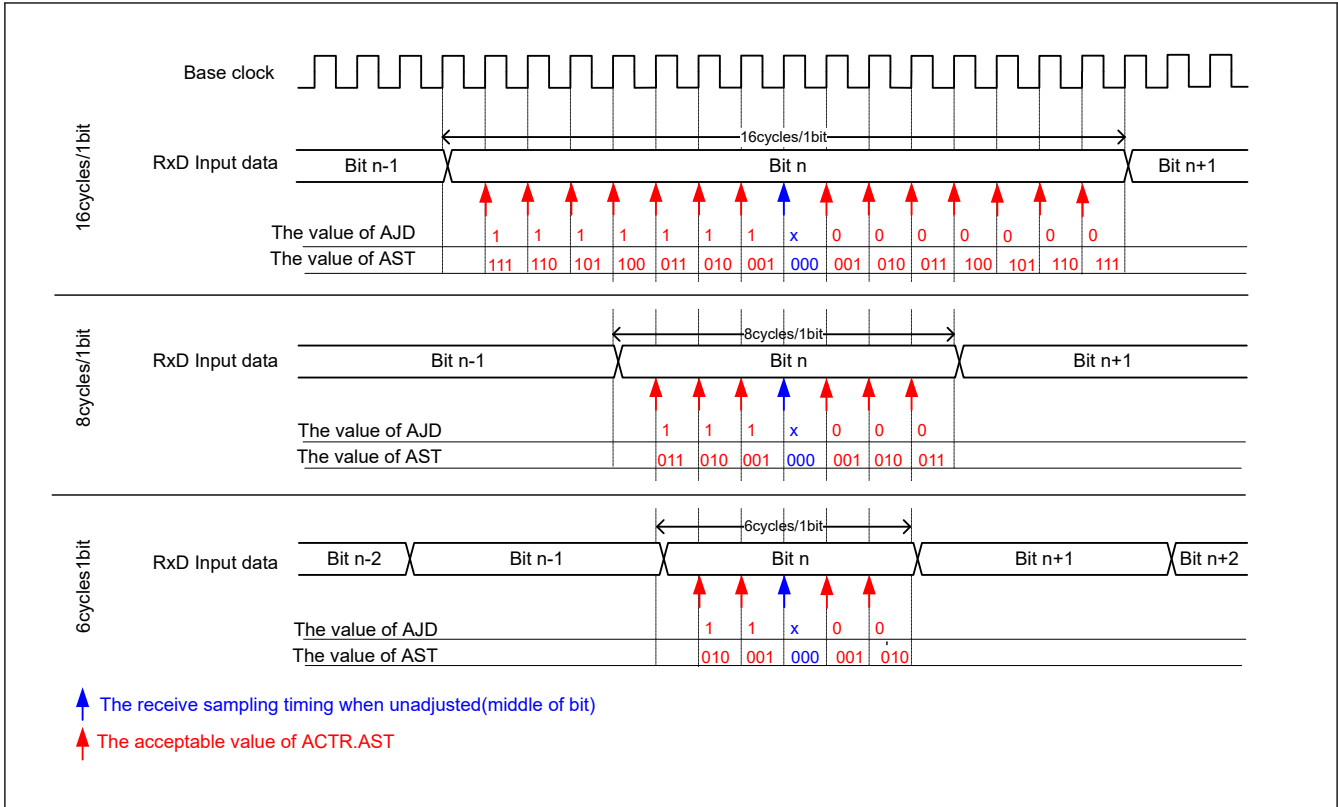 Base clock
16cycles/1bit
16cycles/1bit
RxD Input data
Bit n-1
Bit n
Bit n+1
The value of AJD 1 1 1 1 1 1 1 x 0 0 0 0 0 0 0
The value of AST 111 110 101 100 011 010 001 000 001 010 011 100 101 110 111
8cycles/1bit
8cycles/1bit
RxD Input data
Bit n-1
Bit n
Bit n+1
The value of AJD 1 1 1 x 0 0 0
The value of AST 011 010 001 000 001 010 011
6cycles1bit
6cycles/1bit
RxD Input data
Bit n-2
Bit n-1
Bit n
Bit n+1
Bit n+2
The value of AJD 1 1 x 0 0
The value of AST 010 001 000 001 010
The receive sampling timing when unadjusted(middle of bit)
The acceptable value of ACTR.AST